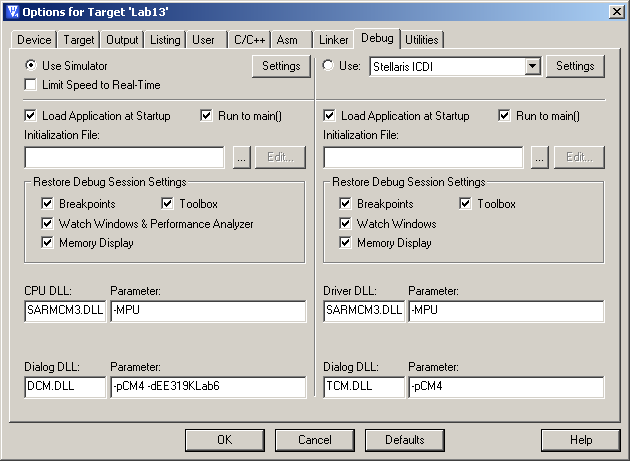 Options for Target 'Lab13'
Device Target Output Listing User C/C++ Asm Linker Debug Utilities
Use Simulator Settings Use: Stellaris ICDI Settings
Limit Speed to Real-Time
Load Application at Startup Run to main() Load Application at Startup Run to main()
Initialization File: Initialization File:
... Edit... ... Edit...
Restore Debug Session Settings Restore Debug Session Settings
Breakpoints Toolbox Breakpoints Toolbox
Watch Windows & Performance Analyzer Watch Windows
Memory Display Memory Display
CPU DLL: Parameter: Driver DLL: Parameter:
SARMCM3.DLL -MPU SARMCM3.DLL -MPU
Dialog DLL: Parameter: Dialog DLL: Parameter:
DCM.DLL -pCM4 -dEE319KLab6 TCM.DLL -pCM4
OK Cancel Defaults Help